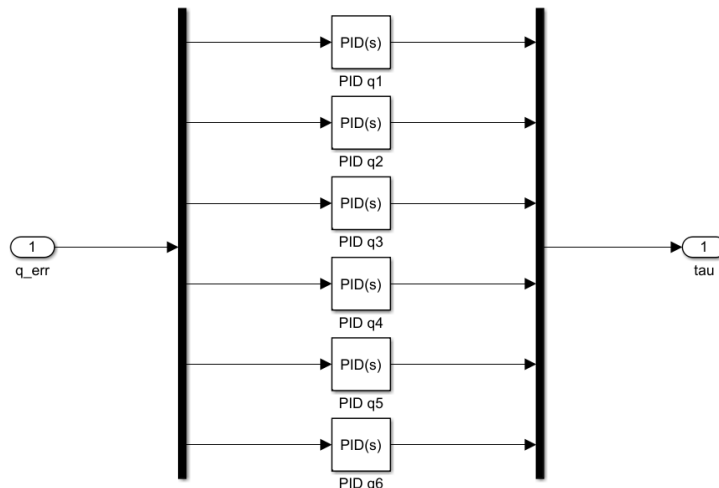 PID(s)
PID q1
PID(s)
PID q2
PID(s)
PID q3
1
q_err
1
tau
PID(s)
PID q4
PID(s)
PID q5
PID(s)
PID q6